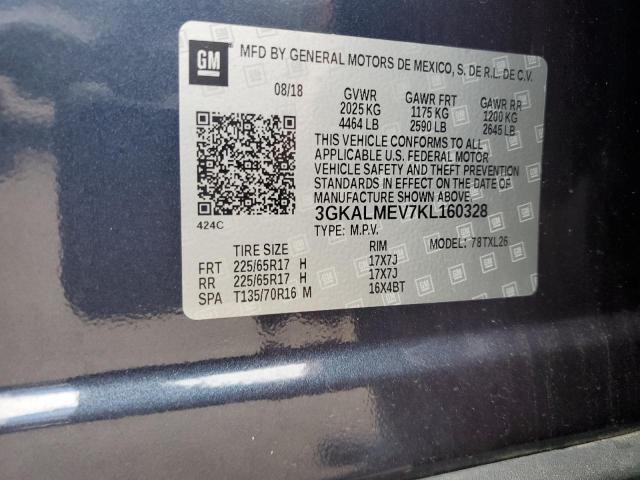 GM
MFD BY GENERAL MOTORS DE MEXICO, S. DE R.L. DE C.V.
08/18 GVWR GAWR FRT GAWR RR
2025 KG 1175 KG 1200 KG
4464 LB 2590 LB 2645 LB
THIS VEHICLE CONFORMS TO ALL
APPLICABLE U.S. FEDERAL MOTOR
VEHICLE SAFETY AND THEFT PREVENTION
STANDARDS IN EFFECT ON THE DATE OF
MANUFACTURE SHOWN ABOVE
3GKALMEV7KL160328
424C
TYPE: M.P.V. MODEL: 78TXL26
TIRE SIZE RIM
FRT 225/65R17 H 17X7J
RR 225/65R17 H 17X7J
SPA T135/70R16 M 16X4BT